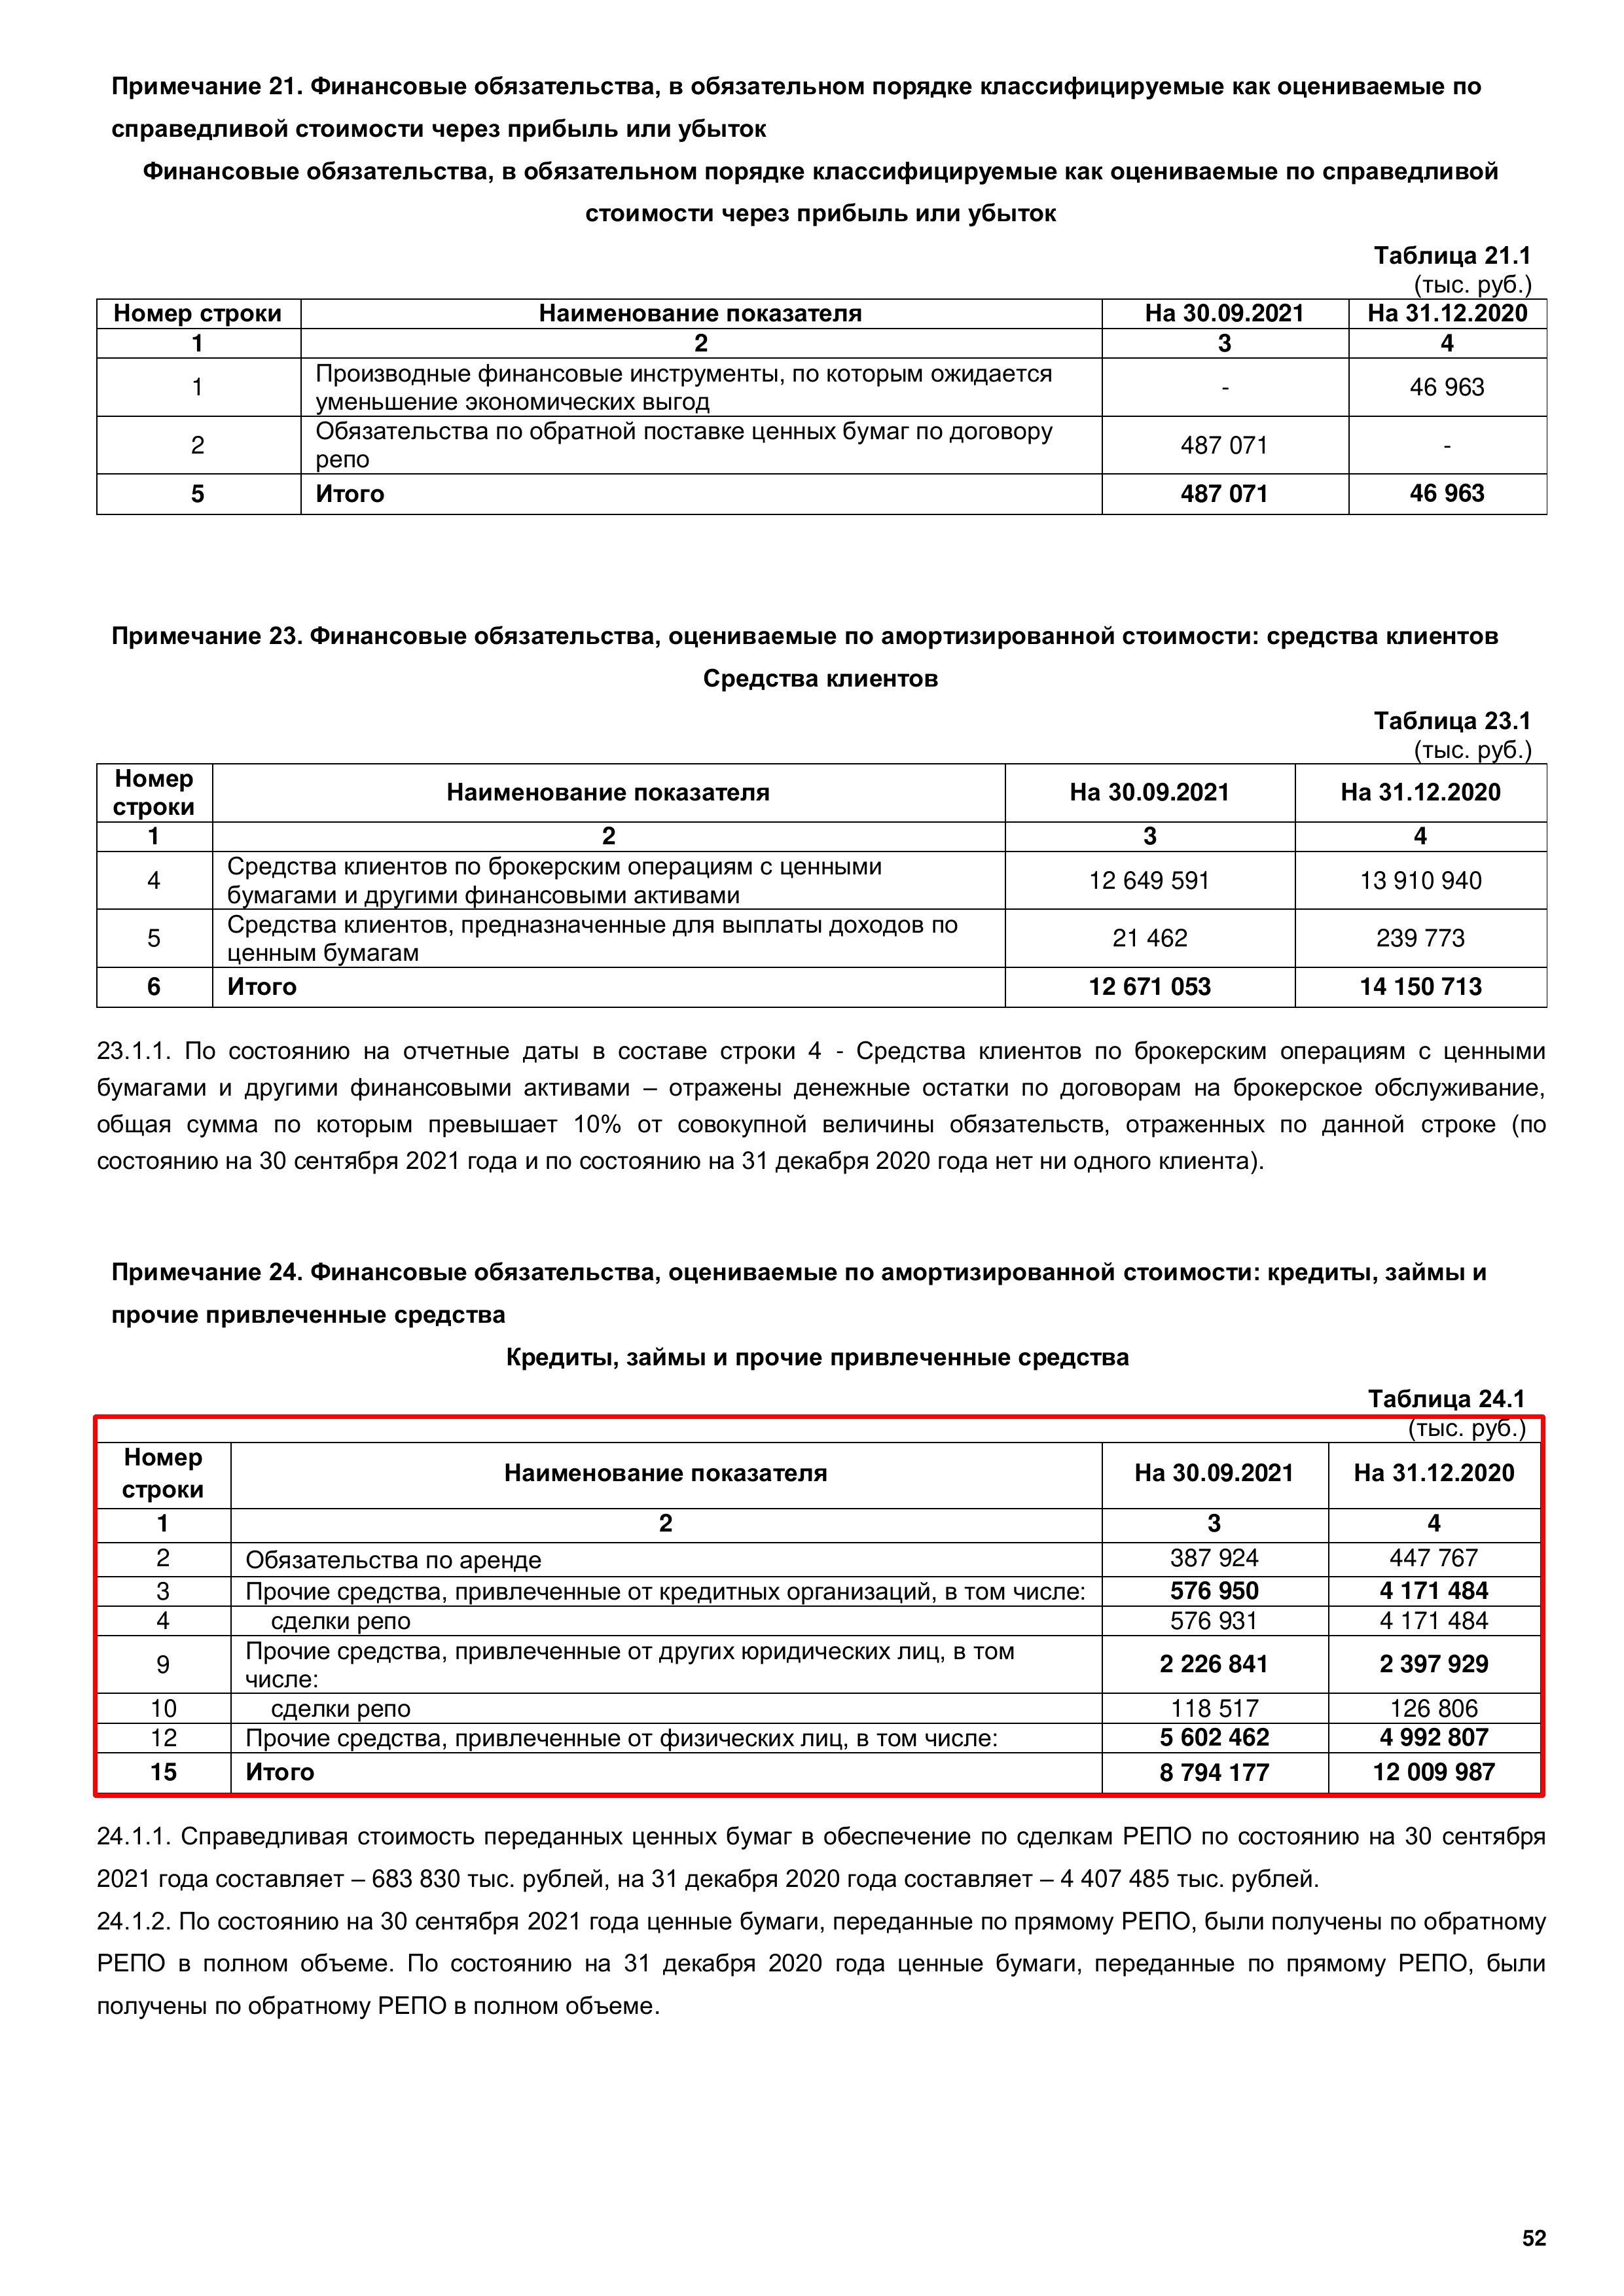 Примечание 21. Финансовые обязательства, в обязательном порядке классифицируемые как оцениваемые по
справедливой стоимости через прибыль или убыток
Финансовые обязательства, в обязательном порядке классифицируемые как оцениваемые по справедливой
стоимости через прибыль или убыток
Таблица 21.1
(тыс. руб.)
Номер строки Наименование показателя На 30.09.2021 На 31.12.2020
1 2 3 4
1 Производные финансовые инструменты, по которым ожидается уменьшение экономических выгод - 46 963
2 Обязательства по обратной поставке ценных бумаг по договору репо 487 071 -
5 Итого 487 071 46 963
Примечание 23. Финансовые обязательства, оцениваемые по амортизированной стоимости: средства клиентов
Средства клиентов
Таблица 23.1
(тыс. руб.)
Номер строки Наименование показателя На 30.09.2021 На 31.12.2020
1 2 3 4
4 Средства клиентов по брокерским операциям с ценными бумагами и другими финансовыми активами 12 649 591 13 910 940
5 Средства клиентов, предназначенные для выплаты доходов по ценным бумагам 21 462 239 773
6 Итого 12 671 053 14 150 713
23.1.1. По состоянию на отчетные даты в составе строки 4 - Средства клиентов по брокерским операциям с ценными
бумагами и другими финансовыми активами – отражены денежные остатки по договорам на брокерское обслуживание,
общая сумма по которым превышает 10% от совокупной величины обязательств, отраженных по данной строке (по
состоянию на 30 сентября 2021 года и по состоянию на 31 декабря 2020 года нет ни одного клиента).
Примечание 24. Финансовые обязательства, оцениваемые по амортизированной стоимости: кредиты, займы и
прочие привлеченные средства
Кредиты, займы и прочие привлеченные средства
Таблица 24.1
(тыс. руб.)
Номер строки Наименование показателя На 30.09.2021 На 31.12.2020
1 2 3 4
2 Обязательства по аренде 387 924 447 767
3 Прочие средства, привлеченные от кредитных организаций, в том числе: 576 950 4 171 484
4 сделки репо 576 931 4 171 484
9 Прочие средства, привлеченные от других юридических лиц, в том числе: 2 226 841 2 397 929
10 сделки репо 118 517 126 806
12 Прочие средства, привлеченные от физических лиц, в том числе: 5 602 462 4 992 807
15 Итого 8 794 177 12 009 987
24.1.1. Справедливая стоимость переданных ценных бумаг в обеспечение по сделкам РЕПО по состоянию на 30 сентября
2021 года составляет – 683 830 тыс. рублей, на 31 декабря 2020 года составляет – 4 407 485 тыс. рублей.
24.1.2. По состоянию на 30 сентября 2021 года ценные бумаги, переданные по прямому РЕПО, были получены по обратному
РЕПО в полном объеме. По состоянию на 31 декабря 2020 года ценные бумаги, переданные по прямому РЕПО, были
получены по обратному РЕПО в полном объеме.
52